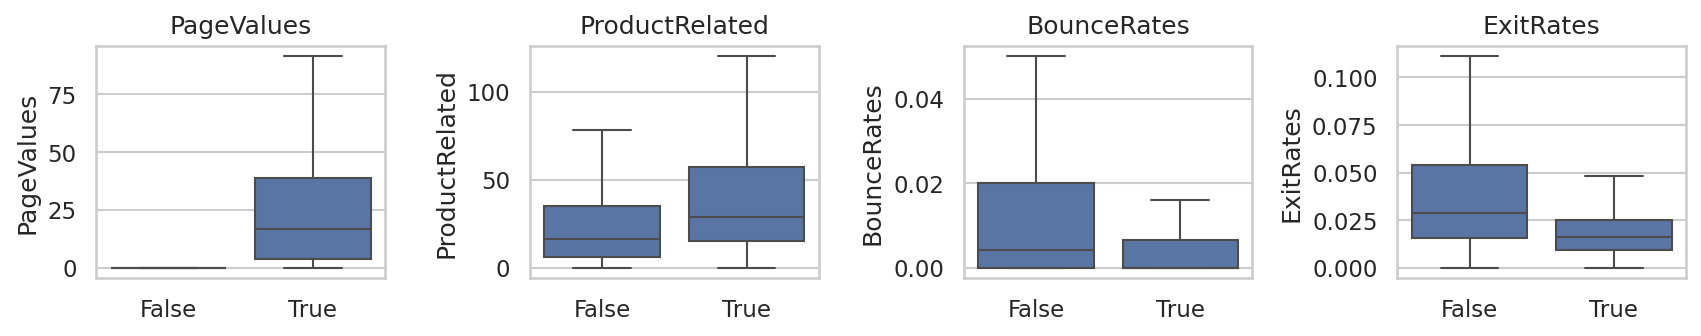 PageValues
PageValues
75
50
25
0
False True
ProductRelated
ProductRelated
100
50
0
False True
BounceRates
BounceRates
0.04
0.02
0.00
False True
ExitRates
ExitRates
0.100
0.075
0.050
0.025
0.000
False True